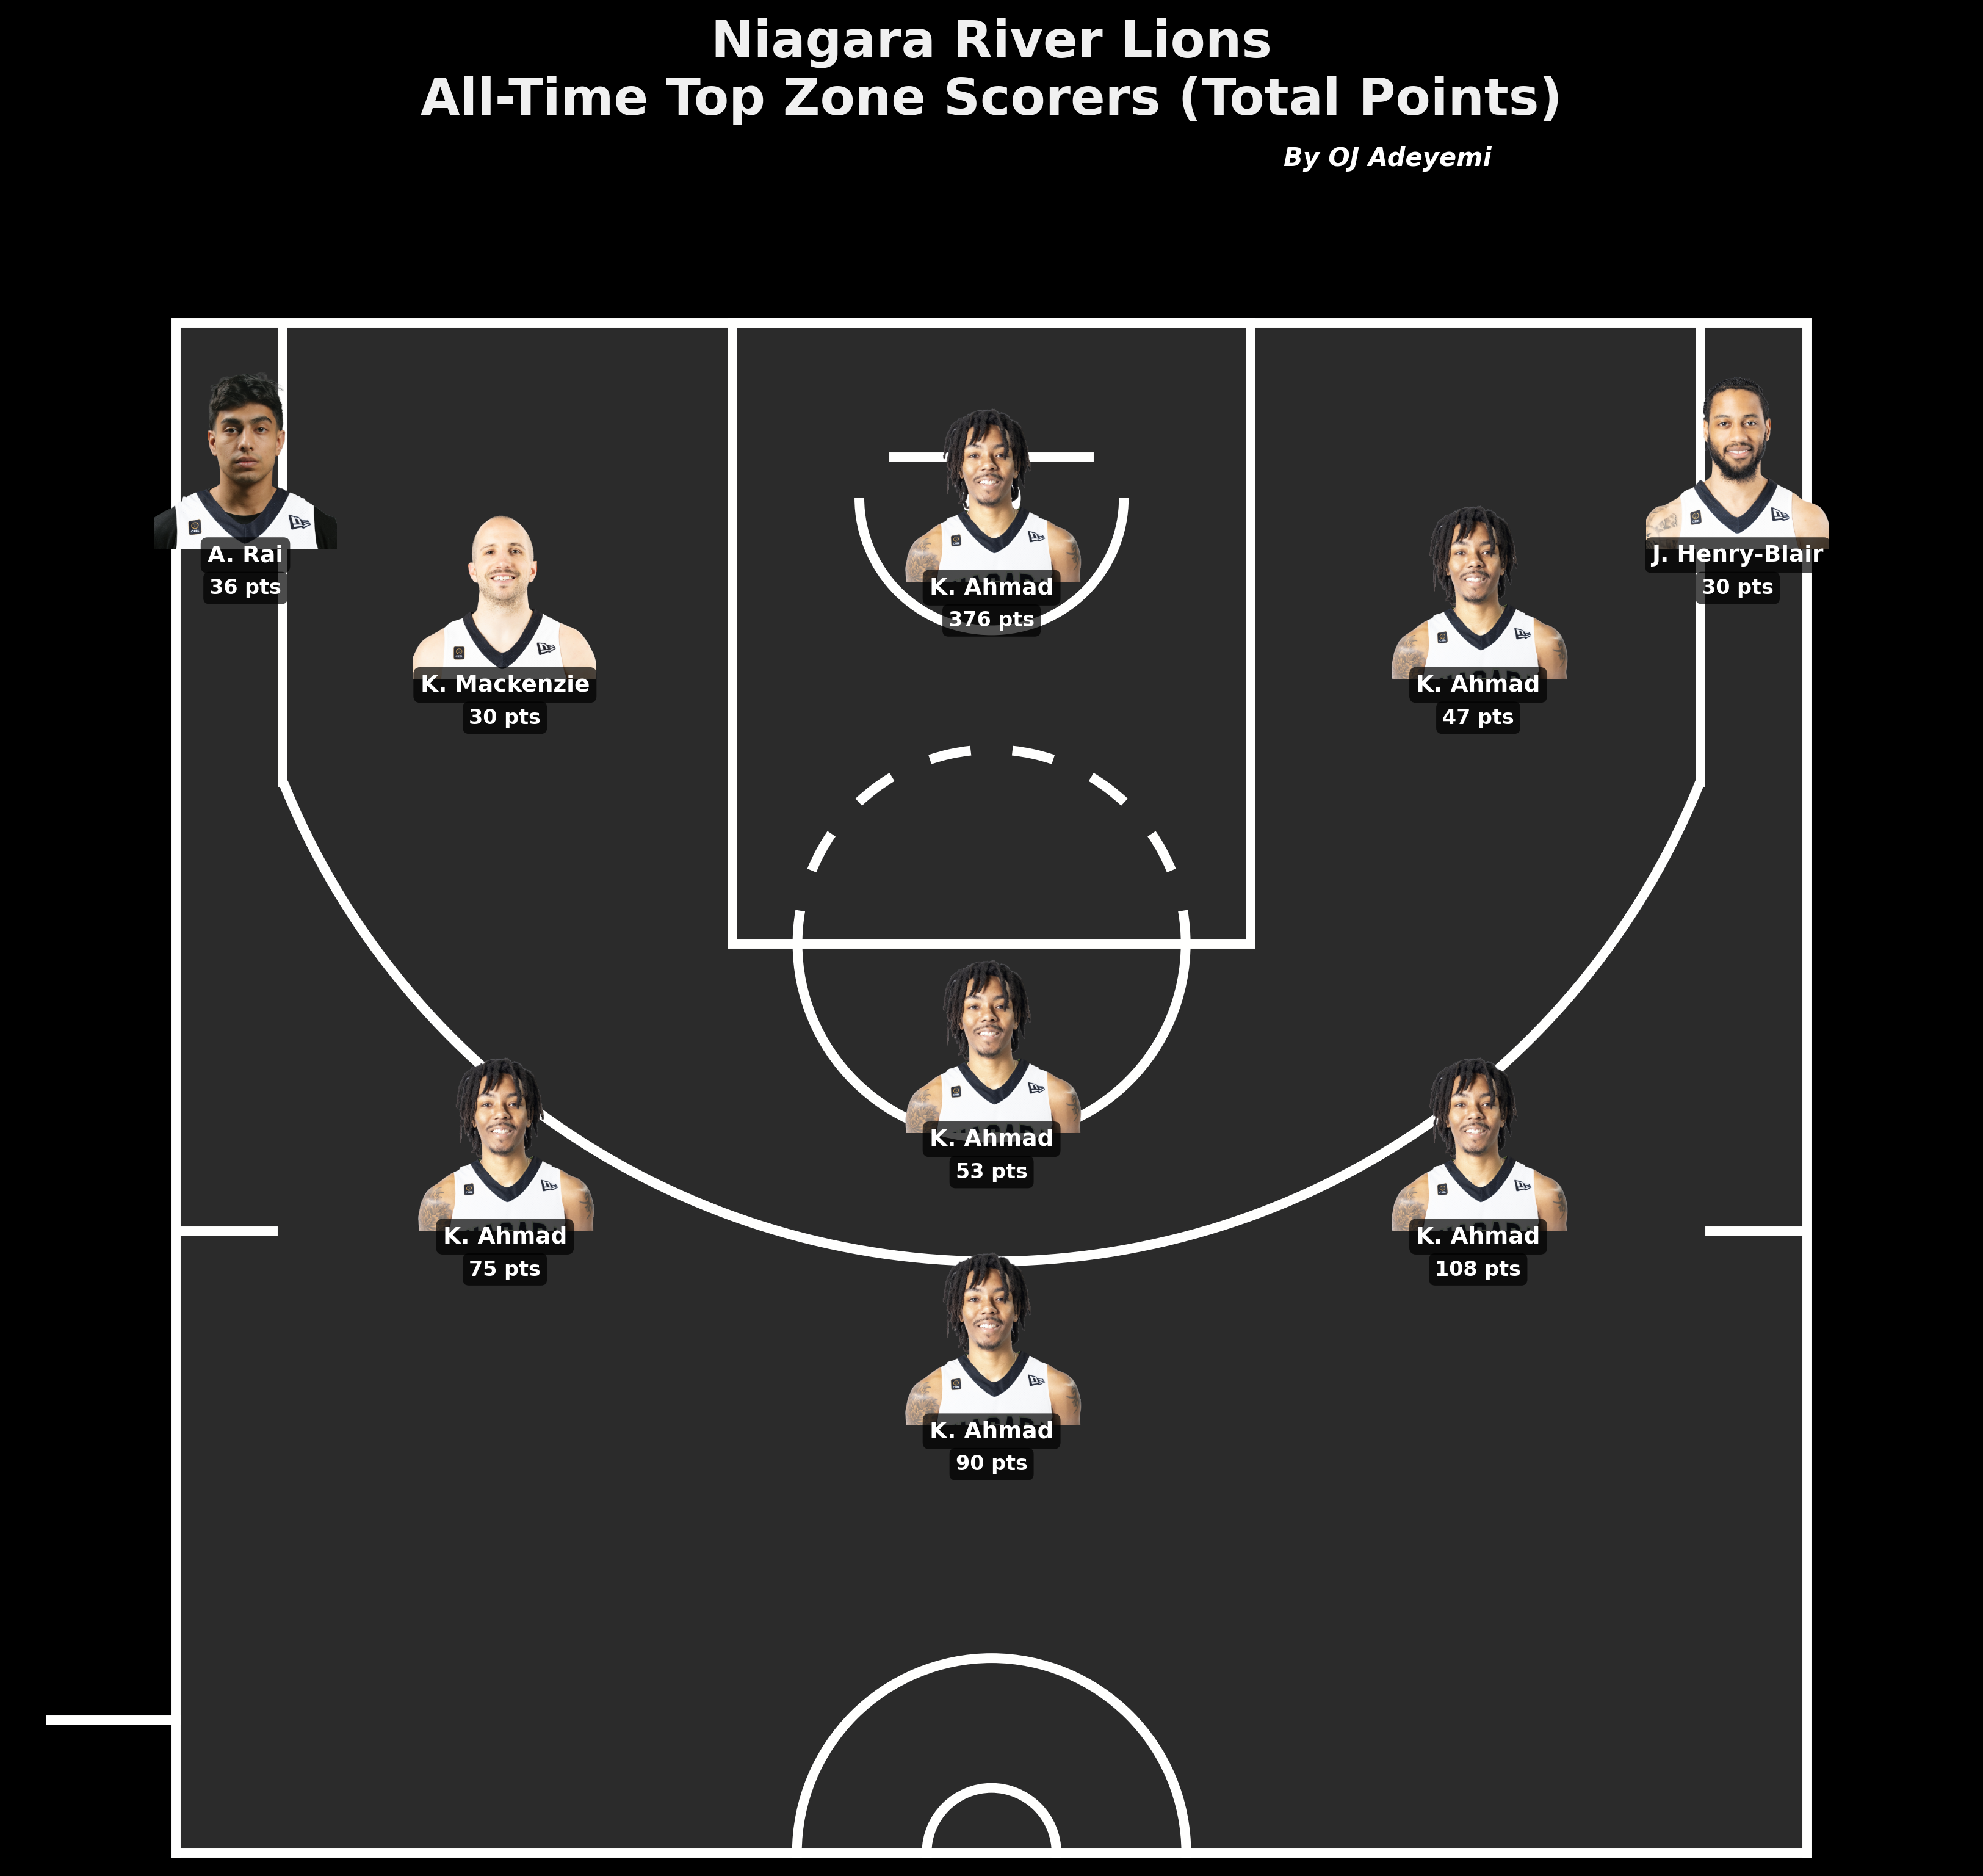 Niagara River Lions
All-Time Top Zone Scorers (Total Points)
By OJ Adeyemi
A. Rai
36 pts
J. Henry-Blair
30 pts
K. Ahmad
376 pts
K. Mackenzie
30 pts
K. Ahmad
47 pts
K. Ahmad
53 pts
K. Ahmad
75 pts
K. Ahmad
108 pts
K. Ahmad
90 pts